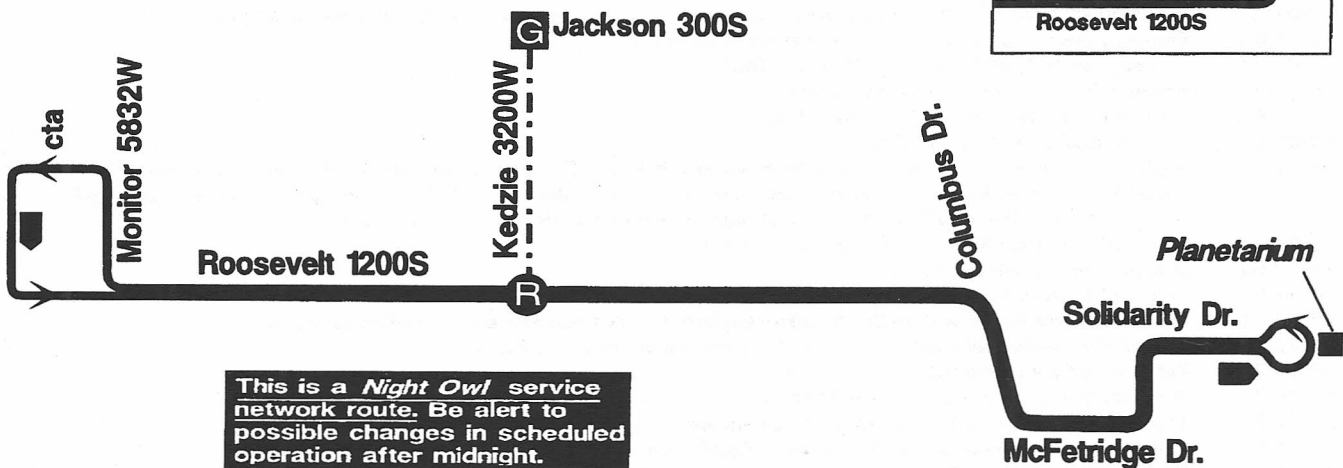 Roosevelt 1200S
G Jackson 300S
cta
Monitor 5832W
Kedzie 3200W
Columbus Dr.
Planetarium
Roosevelt 1200S
R
Solidarity Dr.
This is a Night Owl service
network route. Be alert to
possible changes in scheduled
operation after midnight.
McFetridge Dr.